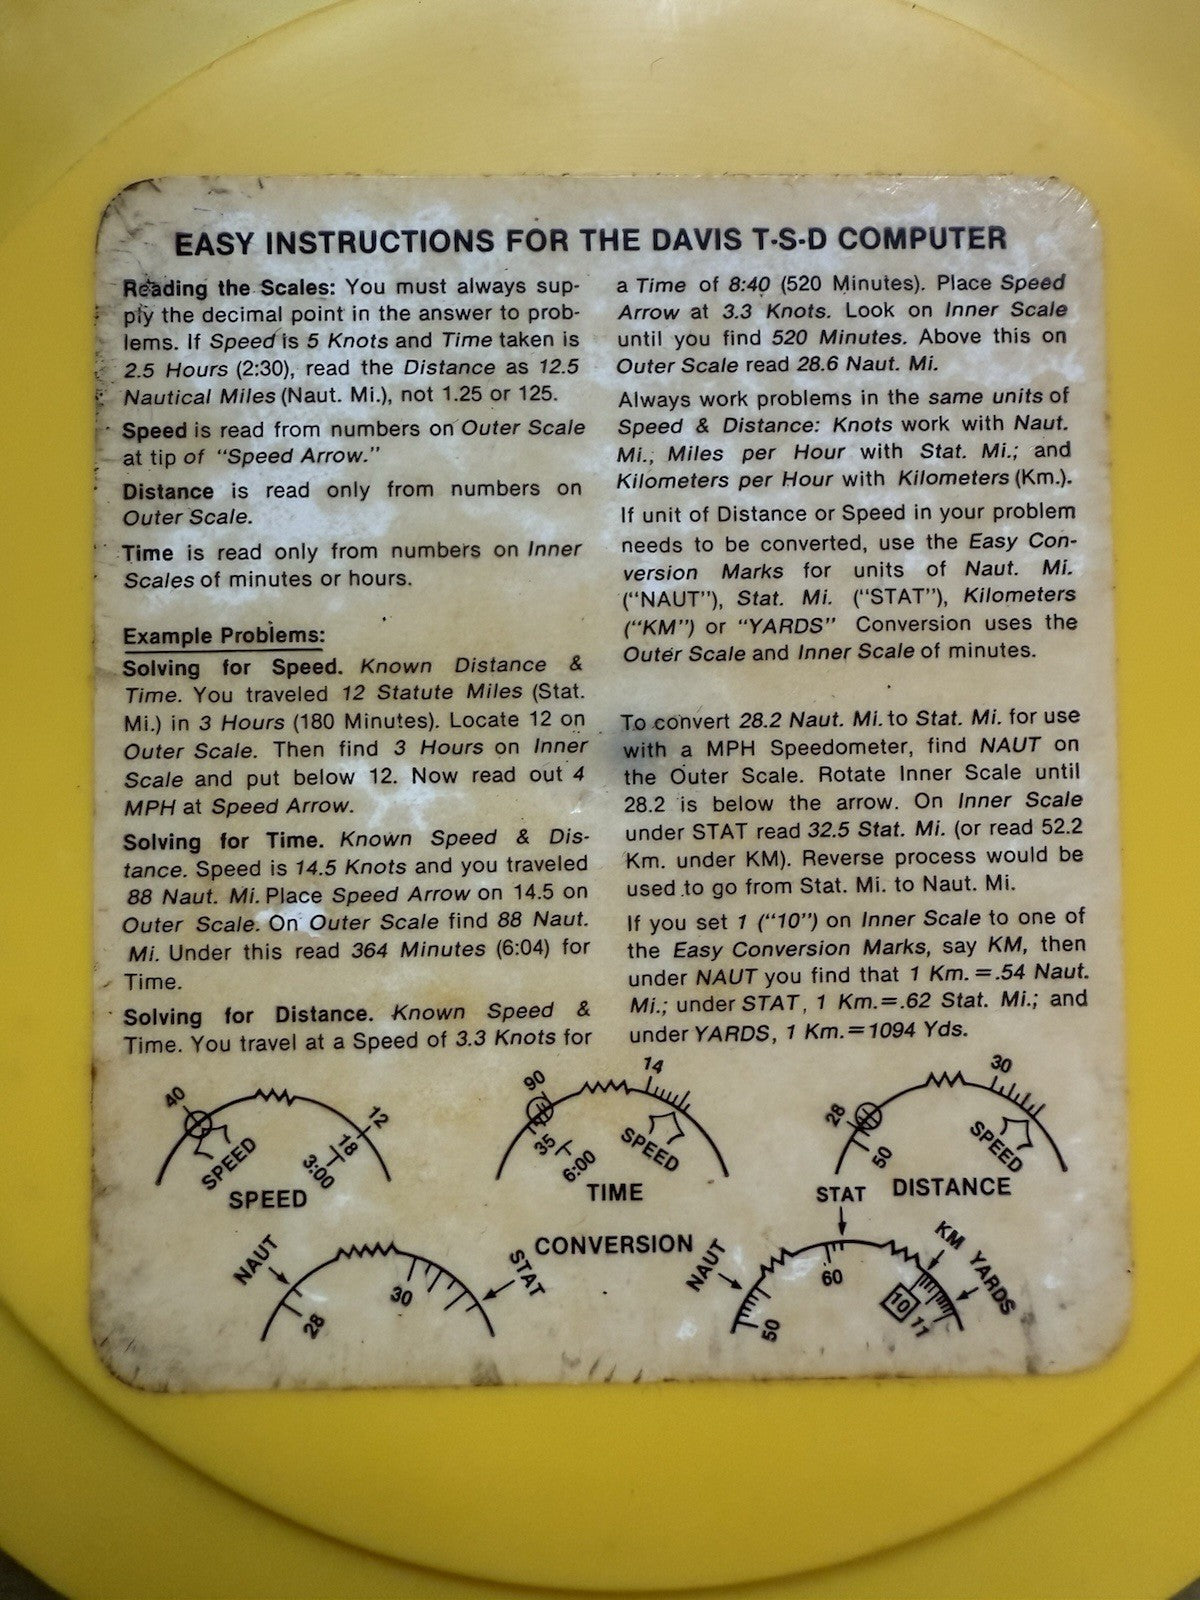 EASY INSTRUCTIONS FOR THE DAVIS T-S-D COMPUTER
Reading the Scales: You must always sup-
ply the decimal point in the answer to prob-
lems. If Speed is 5 Knots and Time taken is
2.5 Hours (2:30), read the Distance as 12.5
Nautical Miles (Naut. Mi.), not 1.25 or 125.
Speed is read from numbers on Outer Scale
at tip of "Speed Arrow."
Distance is read only from numbers on
Outer Scale.
Time is read only from numbers on Inner
Scales of minutes or hours.
Example Problems:
Solving for Speed. Known Distance &
Time. You traveled 12 Statute Miles (Stat.
Mi.) in 3 Hours (180 Minutes). Locate 12 on
Outer Scale. Then find 3 Hours on Inner
Scale and put below 12. Now read out 4
MPH at Speed Arrow.
Solving for Time. Known Speed & Dis-
tance. Speed is 14.5 Knots and you traveled
88 Naut. Mi. Place Speed Arrow on 14.5 on
Outer Scale. On Outer Scale find 88 Naut.
Mi. Under this read 364 Minutes (6:04) for
Time.
Solving for Distance. Known Speed &
Time. You travel at a Speed of 3.3 Knots for
a Time of 8:40 (520 Minutes). Place Speed
Arrow at 3.3 Knots. Look on Inner Scale
until you find 520 Minutes. Above this on
Outer Scale read 28.6 Naut. Mi.
Always work problems in the same units of
Speed & Distance: Knots work with Naut.
Mi.; Miles per Hour with Stat. Mi.; and
Kilometers per Hour with Kilometers (Km.).
If unit of Distance or Speed in your problem
needs to be converted, use the Easy Con-
version Marks for units of Naut. Mi.
("NAUT"), Stat. Mi. ("STAT"), Kilometers
("KM") or "YARDS" Conversion uses the
Outer Scale and Inner Scale of minutes.
To convert 28.2 Naut. Mi. to Stat. Mi. for use
with a MPH Speedometer, find NAUT on
the Outer Scale. Rotate Inner Scale until
28.2 is below the arrow. On Inner Scale
under STAT read 32.5 Stat. Mi. (or read 52.2
Km. under KM). Reverse process would be
used to go from Stat. Mi. to Naut. Mi.
If you set 1 ("10") on Inner Scale to one of
the Easy Conversion Marks, say KM, then
under NAUT you find that 1 Km.=.54 Naut.
Mi.; under STAT, 1 Km.=.62 Stat. Mi.; and
under YARDS, 1 Km.=1094 Yds.
40
12
18
3:00
SPEED
SPEED
90
14
35
6:00
SPEED
TIME
28
30
50
SPEED
DISTANCE
NAUT
28
30
STAT
CONVERSION
NAUT
STAT
KM
YARDS
50
60
10
11